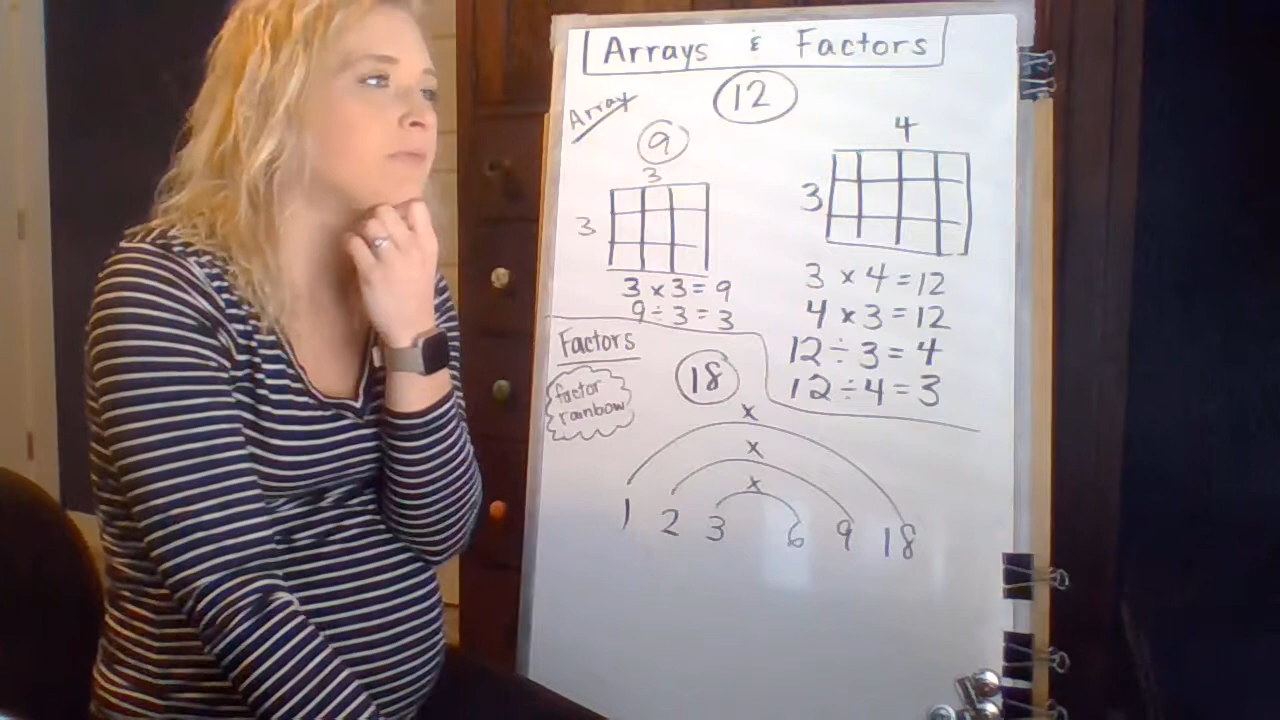 Arrays & Factors
12
Array
9
3
3
3 x 3 = 9
9 ÷ 3 = 3
4
3
3 x 4 = 12
4 x 3 = 12
12 ÷ 3 = 4
12 ÷ 4 = 3
Factors
factor
rainbow
18
x
x
x
1 2 3 6 9 18